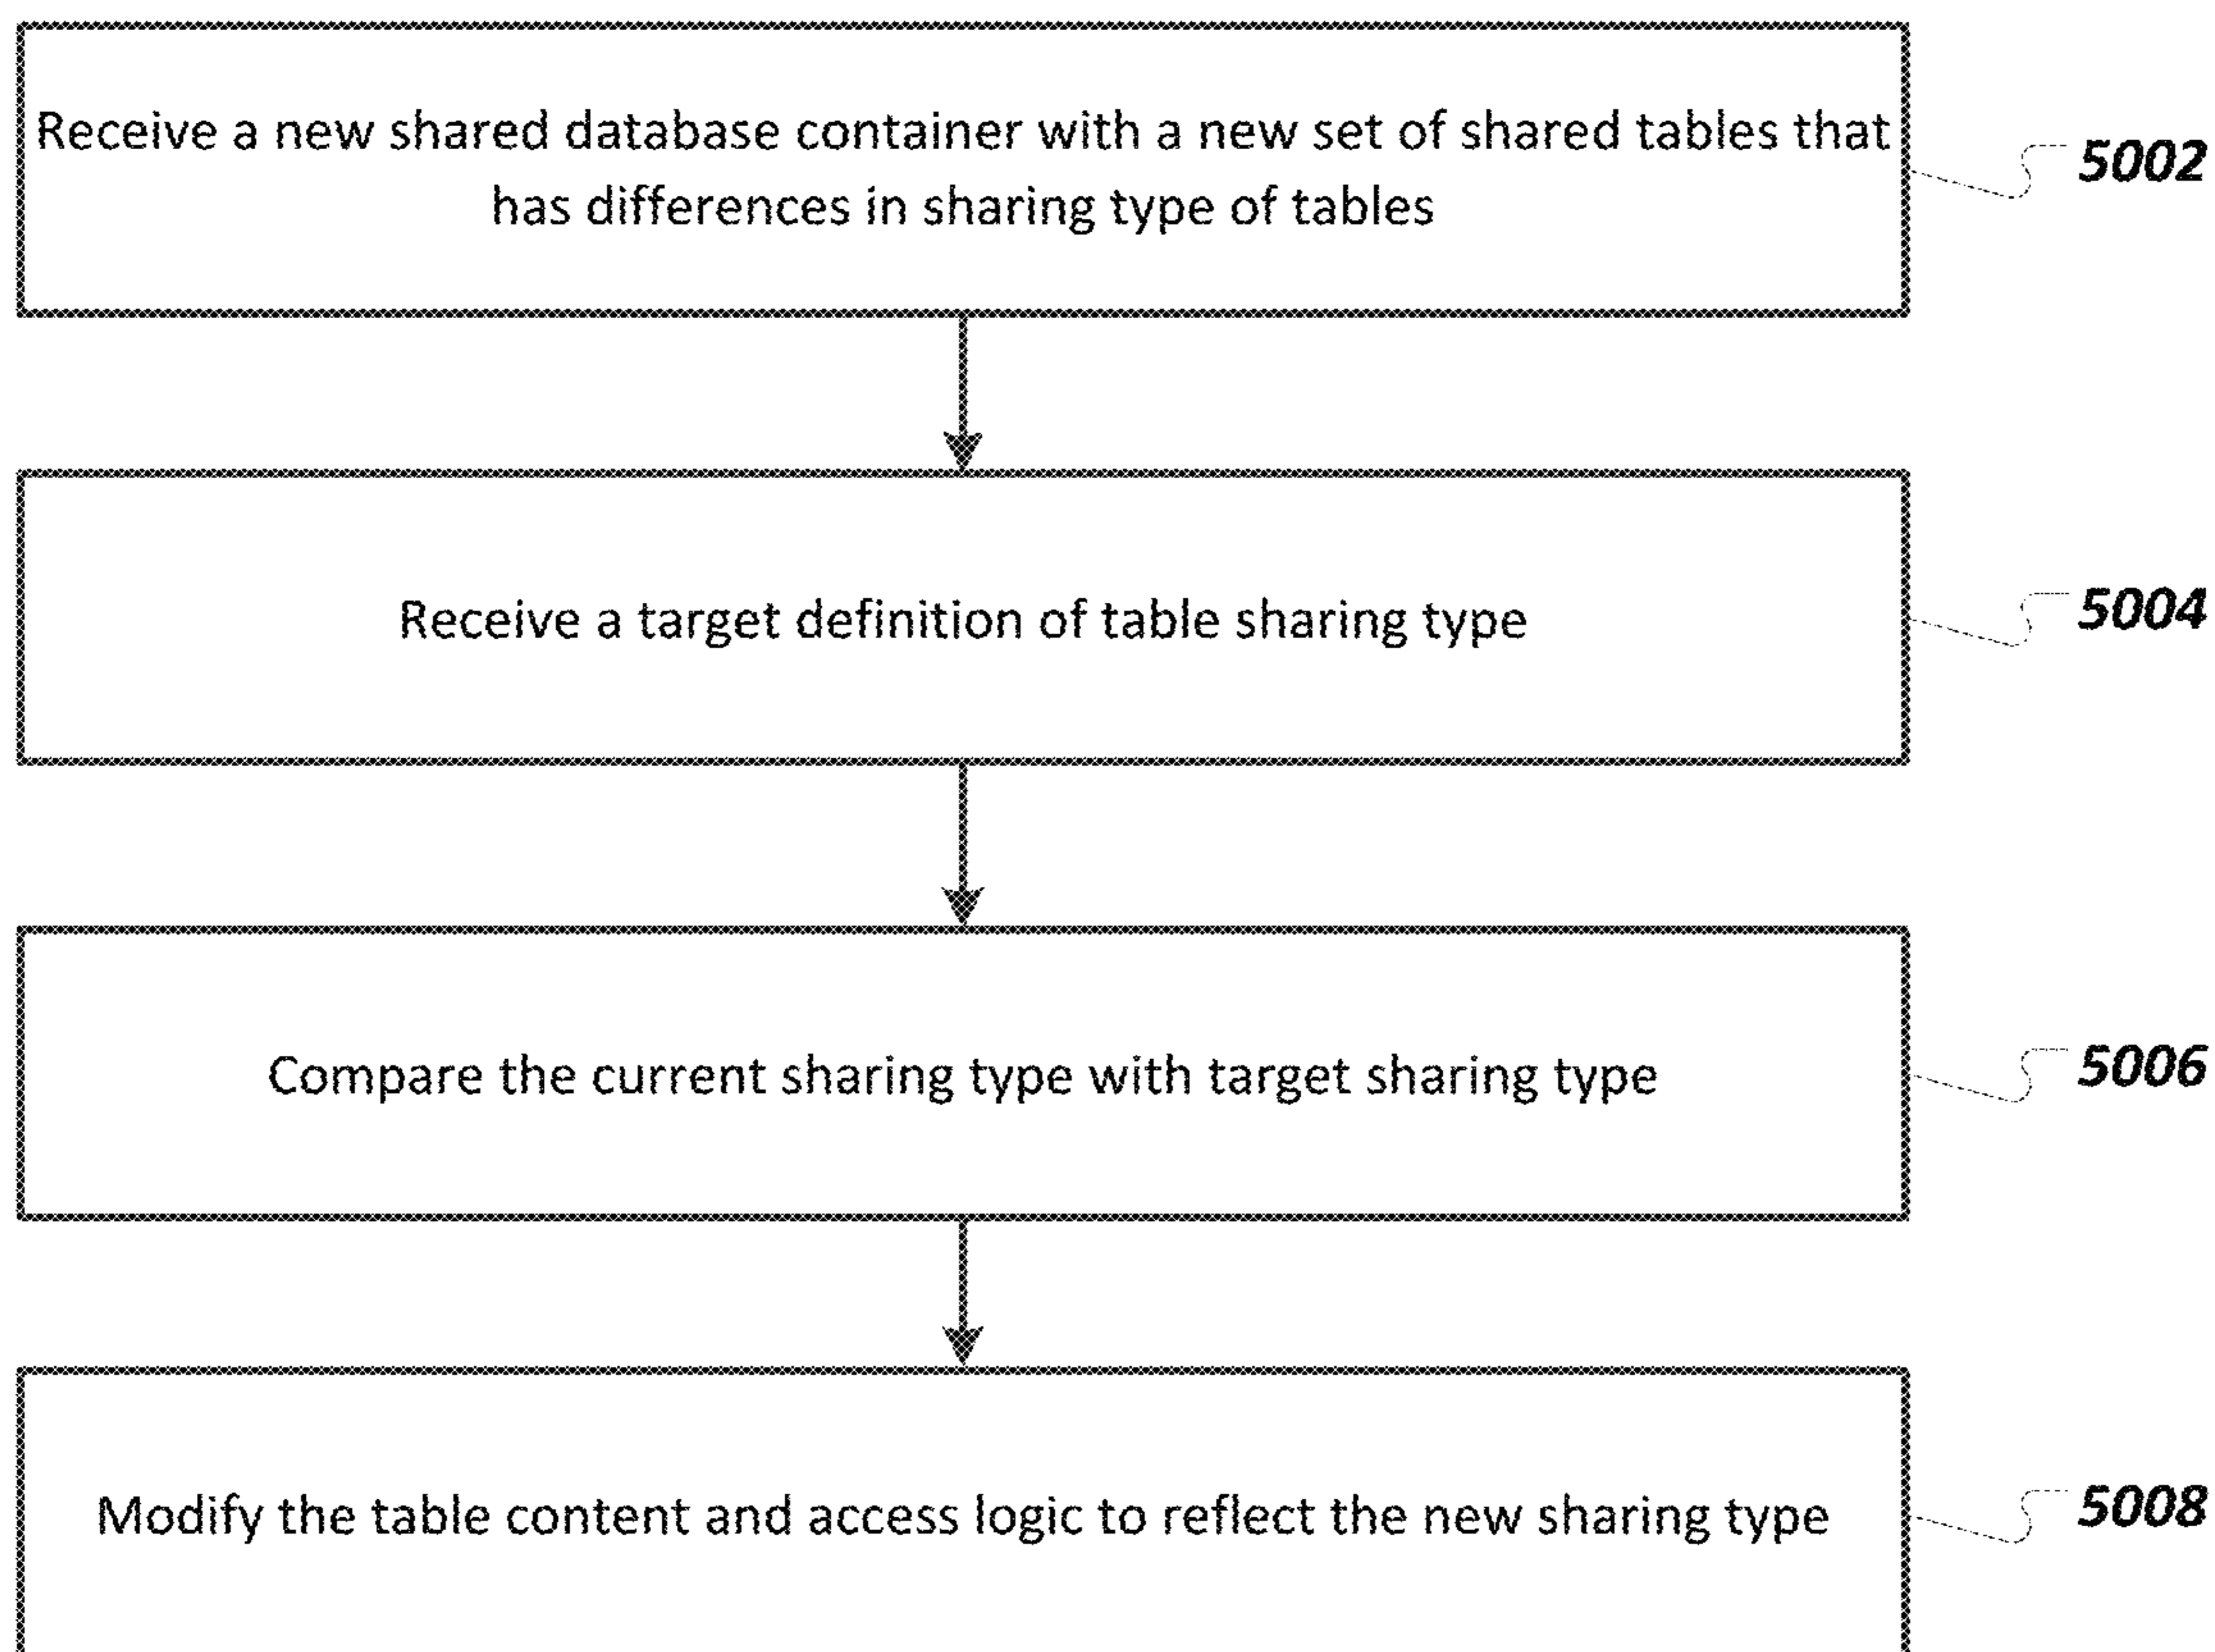 Receive a new shared database container with a new set of shared tables that
has differences in sharing type of tables
5002
Receive a target definition of table sharing type
5004
Compare the current sharing type with target sharing type
5006
Modify the table content and access logic to reflect the new sharing type
5008